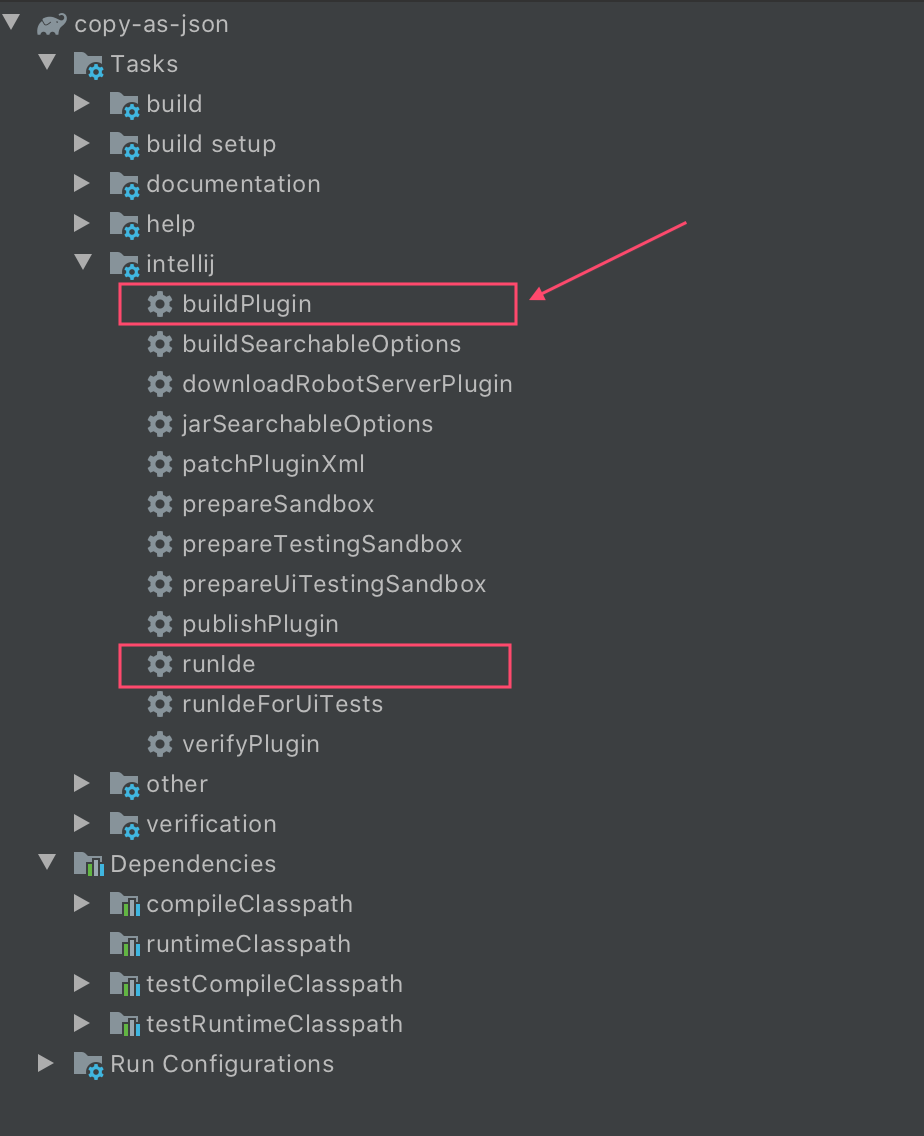 copy-as-json
Tasks
build
build setup
documentation
help
intellij
buildPlugin
buildSearchableOptions
downloadRobotServerPlugin
jarSearchableOptions
patchPluginXml
prepareSandbox
prepareTestingSandbox
prepareUiTestingSandbox
publishPlugin
runIde
runIdeForUiTests
verifyPlugin
other
verification
Dependencies
compileClasspath
runtimeClasspath
testCompileClasspath
testRuntimeClasspath
Run Configurations